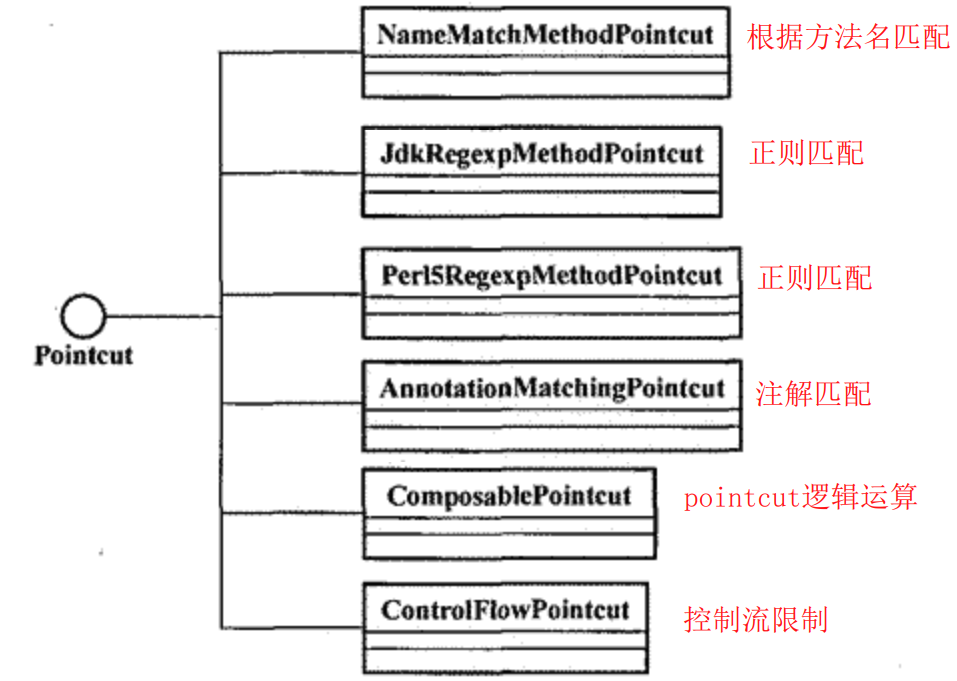 NameMatchMethodPointcut 根据方法名匹配
JdkRegexpMethodPointcut 正则匹配
Perl5RegexpMethodPointcut 正则匹配
Pointcut
AnnotationMatchingPointcut 注解匹配
ComposablePointcut pointcut逻辑运算
ControlFlowPointcut 控制流限制